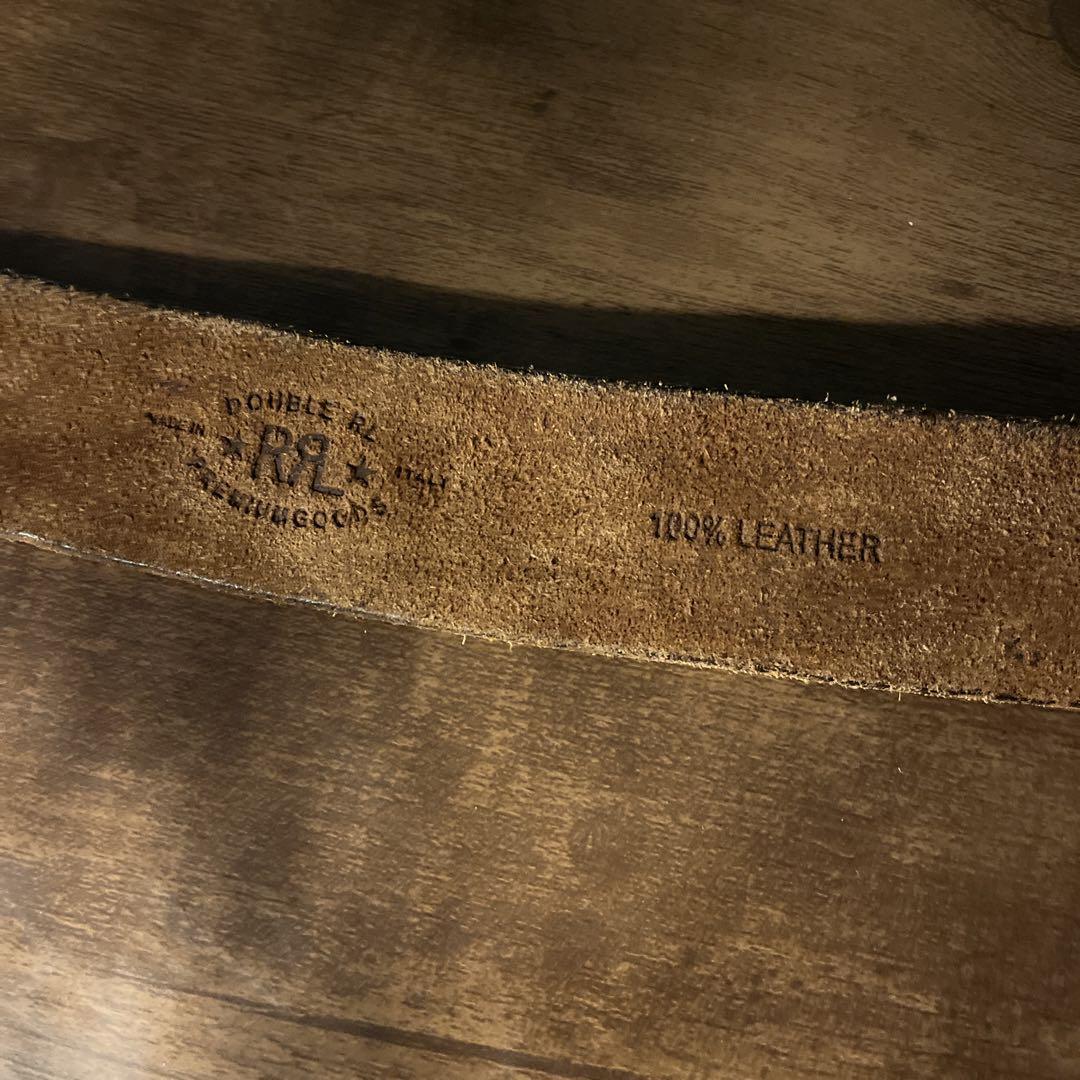 DOUBLE RL
MADE IN ★ RRL ★ ITALY
PREMIUM GOODS.
100% LEATHER